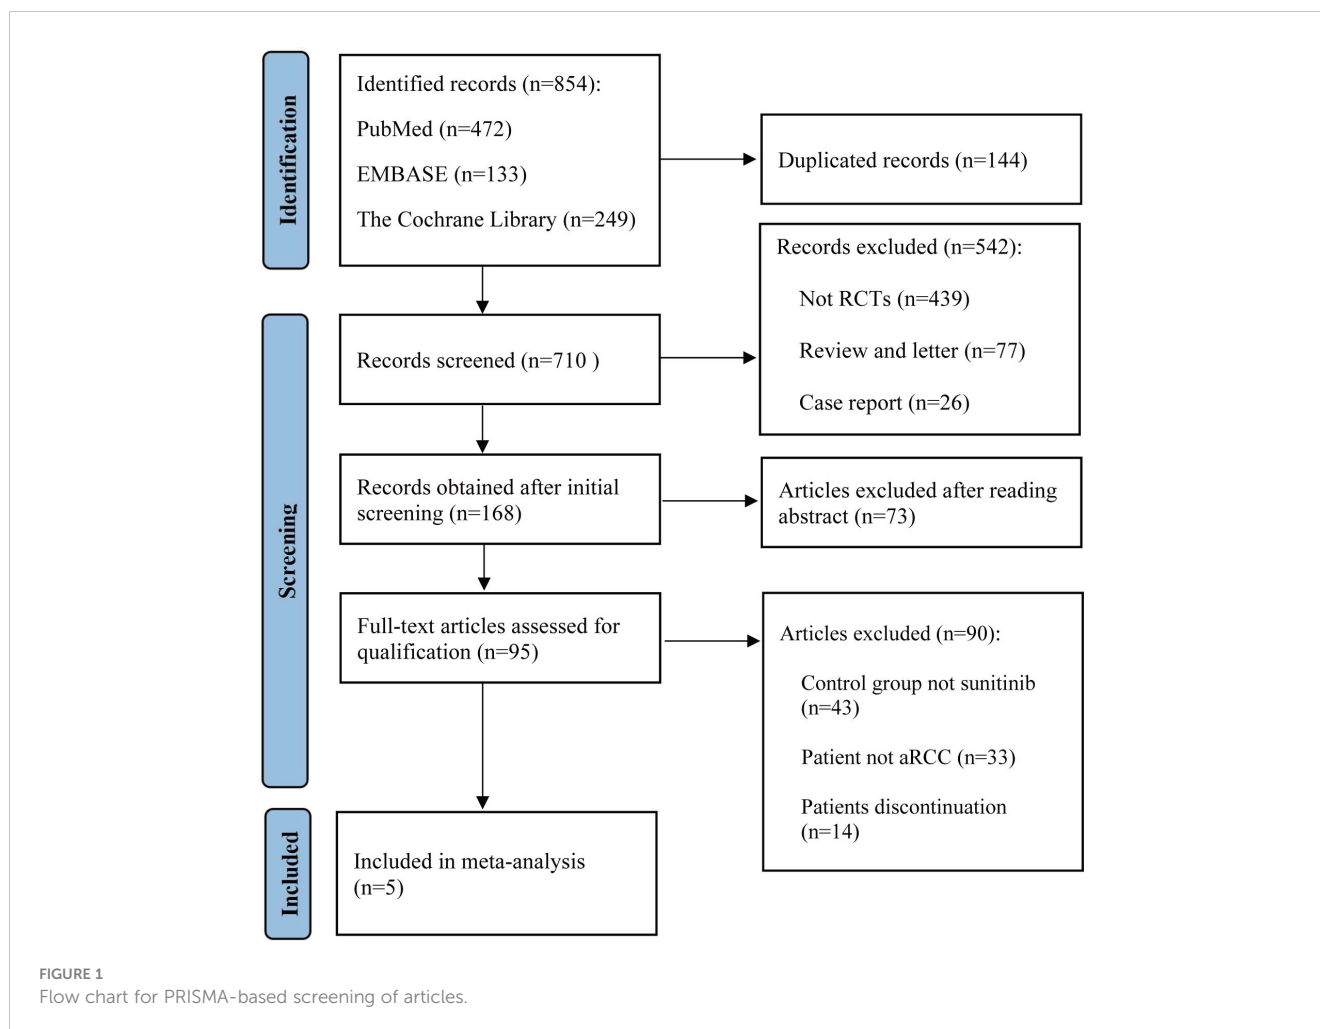 Identification
Identified records (n=854):
PubMed (n=472)
EMBASE (n=133)
The Cochrane Library (n=249)
Duplicated records (n=144)
Records excluded (n=542):
Not RCTs (n=439)
Review and letter (n=77)
Case report (n=26)
Screening
Records screened (n=710 )
Records obtained after initial
screening (n=168)
Articles excluded after reading
abstract (n=73)
Full-text articles assessed for
qualification (n=95)
Articles excluded (n=90):
Control group not sunitinib
(n=43)
Patient not aRCC (n=33)
Patients discontinuation
(n=14)
Included
Included in meta-analysis
(n=5)
FIGURE 1
Flow chart for PRISMA-based screening of articles.